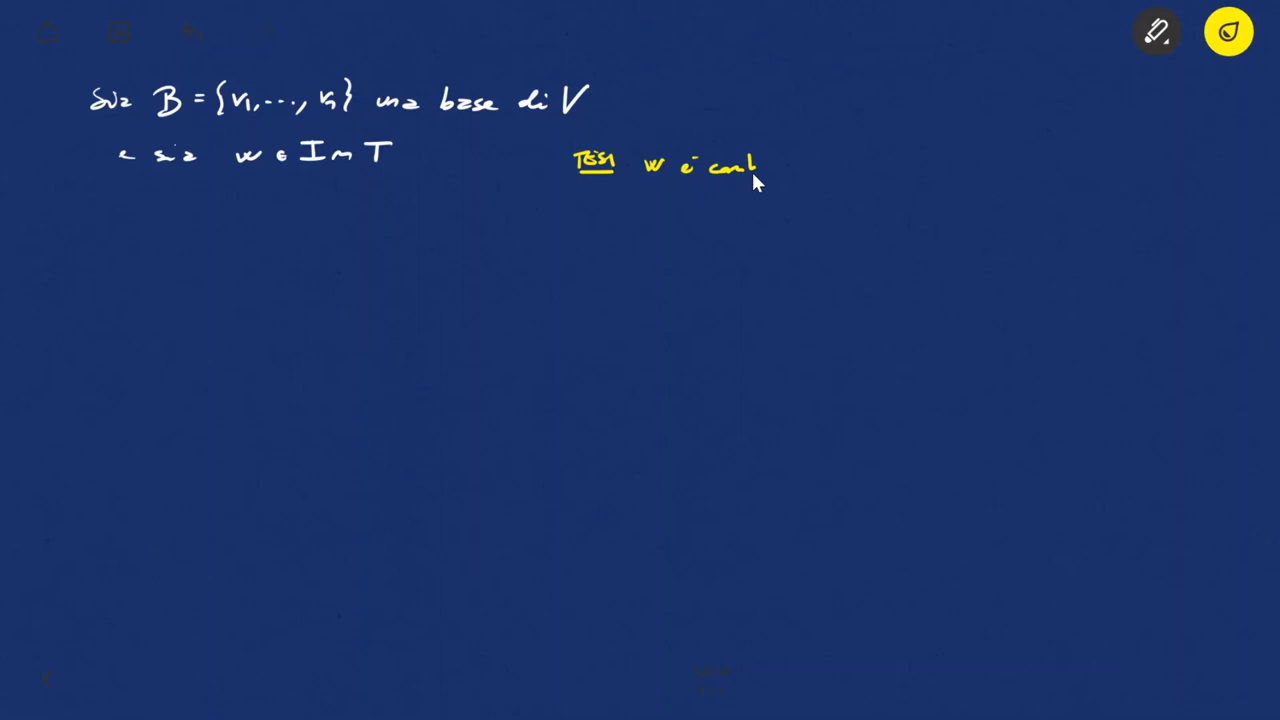 Sia B = {v1, ..., vn} una base di V
e sia w ∈ Im T
TESI w è comb